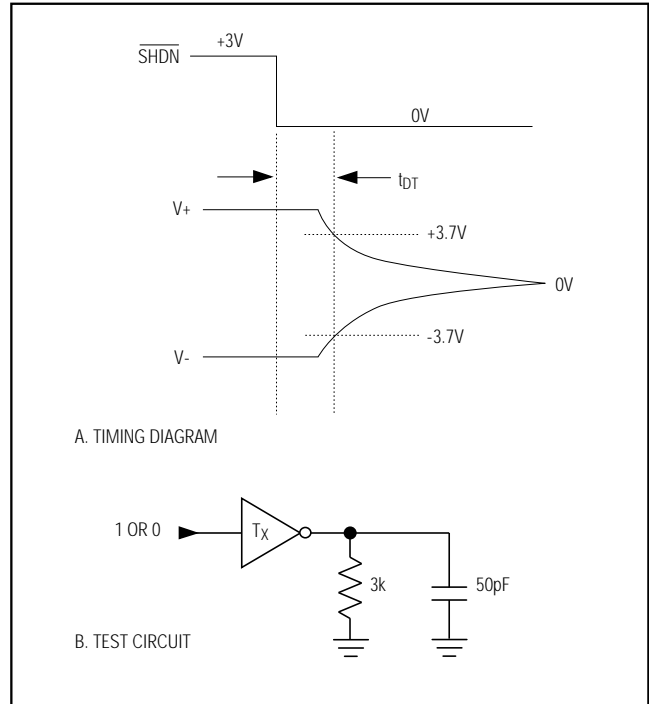 +3V
SHDN
0V
tDT
V+
+3.7V
0V
-3.7V
V-
A. TIMING DIAGRAM
1 OR 0
TX
3k
50pF
B. TEST CIRCUIT